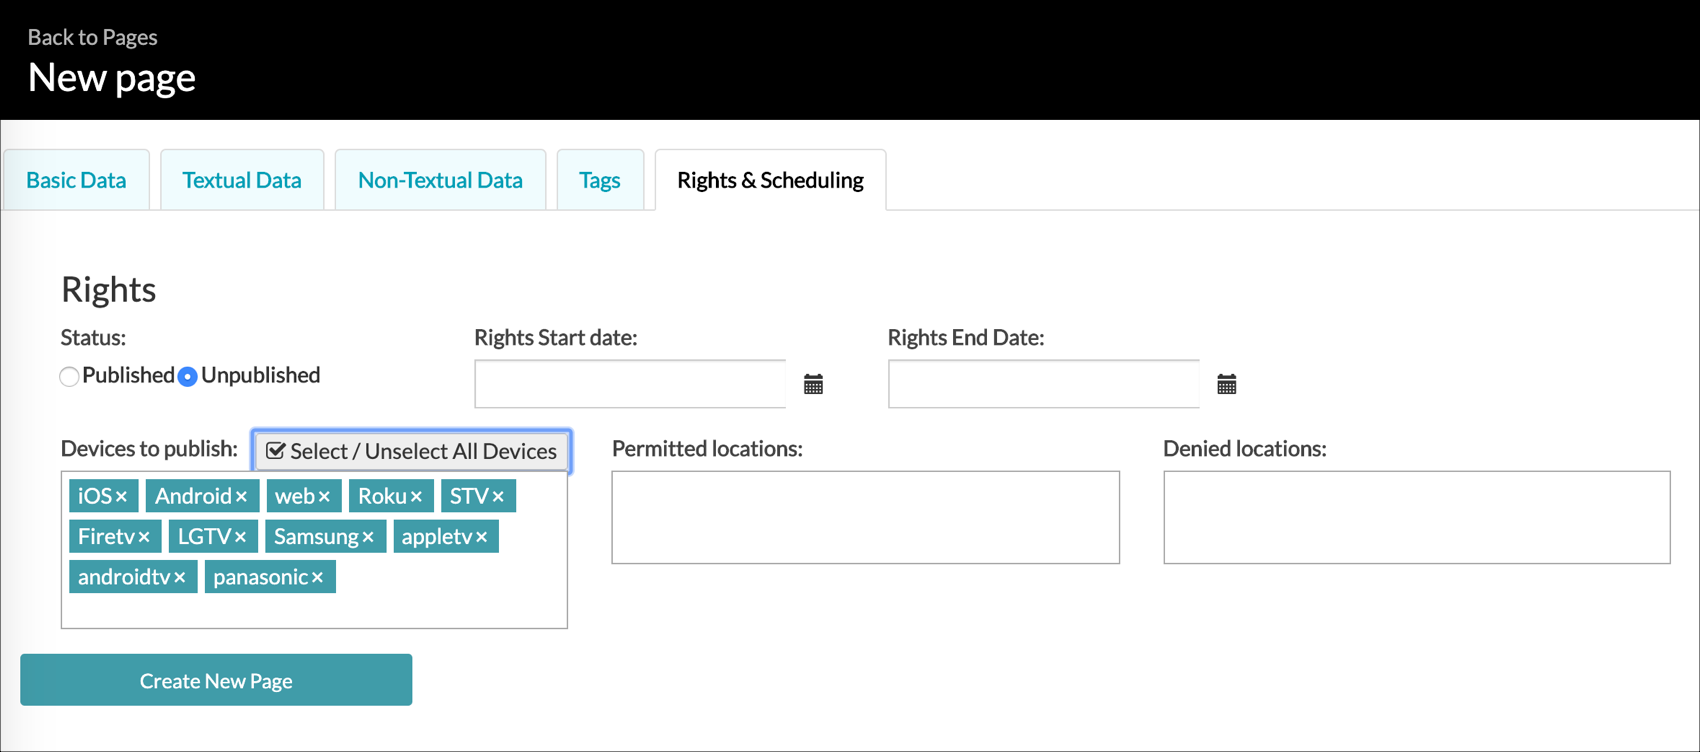 Back to Pages
New page
Basic Data
Textual Data
Non-Textual Data
Tags
Rights & Scheduling
Rights
Status:
Published Unpublished
Rights Start date:
Rights End Date:
Devices to publish:
Select / Unselect All Devices
iOS× Android× web× Roku× STV×
Firetv× LGTV× Samsung× appletv×
androidtv× panasonic×
Permitted locations:
Denied locations:
Create New Page